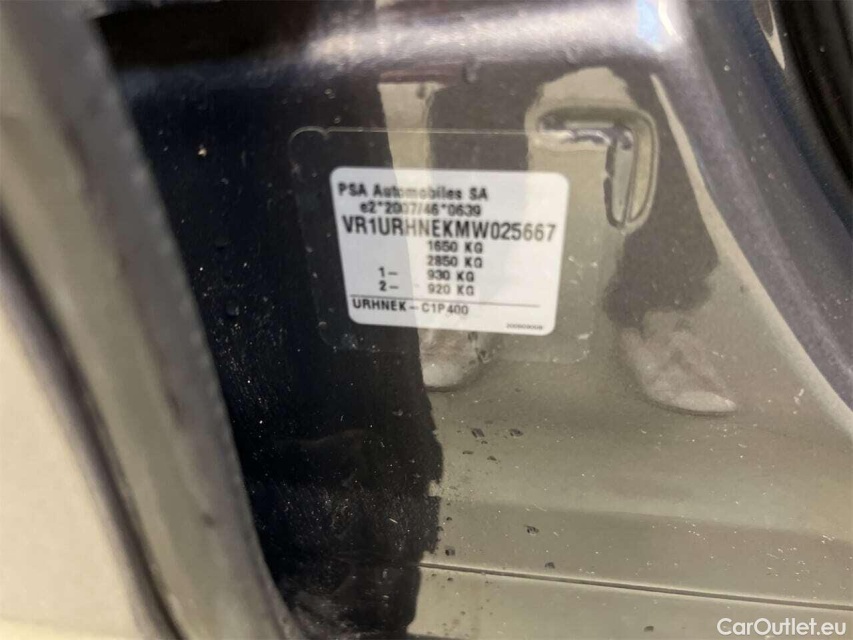 PSA Automobiles SA
e2*2007/46*0639
VR1URHNEKMW025667
1650 KG
2850 KG
1- 930 KG
2- 920 KG
URHNEK-C1P400
CarOutlet.eu